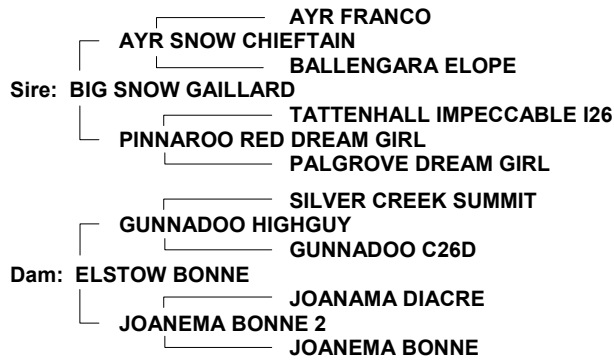 AYR FRANCO
AYR SNOW CHIEFTAIN
BALLENGARA ELOPE
Sire: BIG SNOW GAILLARD
TATTENHALL IMPECCABLE I26
PINNAROO RED DREAM GIRL
PALGROVE DREAM GIRL
SILVER CREEK SUMMIT
GUNNADOO HIGHGUY
GUNNADOO C26D
Dam: ELSTOW BONNE
JOANAMA DIACRE
JOANEMA BONNE 2
JOANEMA BONNE